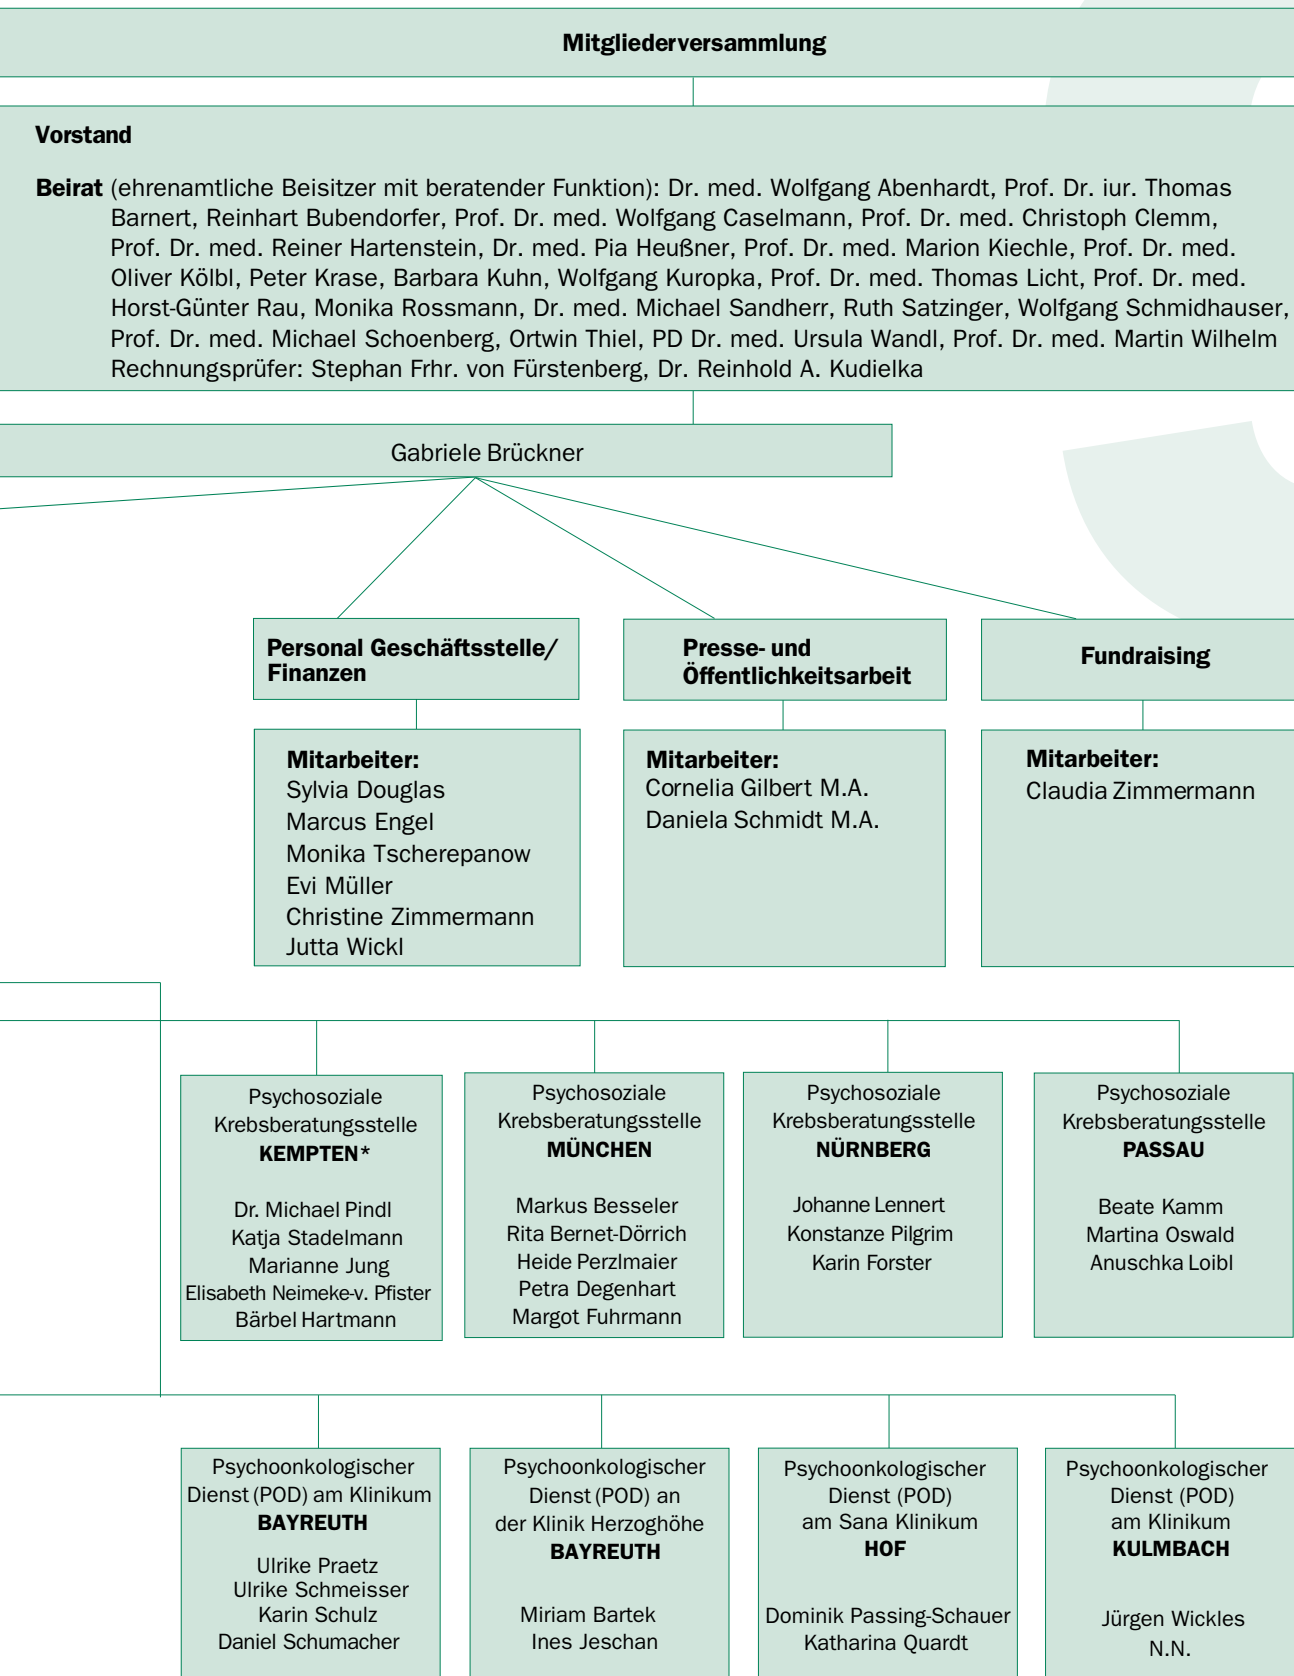 Mitgliederversammlung
Vorstand
Beirat (ehrenamtliche Beisitzer mit beratender Funktion): Dr. med. Wolfgang Abenhardt, Prof. Dr. iur. Thomas
Barnert, Reinhart Bubendorfer, Prof. Dr. med. Wolfgang Caselmann, Prof. Dr. med. Christoph Clemm,
Prof. Dr. med. Reiner Hartenstein, Dr. med. Pia Heußner, Prof. Dr. med. Marion Kiechle, Prof. Dr. med.
Oliver Kölbl, Peter Krase, Barbara Kuhn, Wolfgang Kuropka, Prof. Dr. med. Thomas Licht, Prof. Dr. med.
Horst-Günter Rau, Monika Rossmann, Dr. med. Michael Sandherr, Ruth Satzinger, Wolfgang Schmidhauser,
Prof. Dr. med. Michael Schoenberg, Ortwin Thiel, PD Dr. med. Ursula Wandl, Prof. Dr. med. Martin Wilhelm
Rechnungsprüfer: Stephan Frhr. von Fürstenberg, Dr. Reinhold A. Kudielka
Gabriele Brückner
Personal Geschäftsstelle/
Finanzen
Mitarbeiter:
Sylvia Douglas
Marcus Engel
Monika Tscherepanow
Evi Müller
Christine Zimmermann
Jutta Wickl
Presse- und
Öffentlichkeitsarbeit
Mitarbeiter:
Cornelia Gilbert M.A.
Daniela Schmidt M.A.
Fundraising
Mitarbeiter:
Claudia Zimmermann
Psychosoziale
Krebsberatungsstelle
KEMPTEN*
Dr. Michael Pindl
Katja Stadelmann
Marianne Jung
Elisabeth Neimeke-v. Pfister
Bärbel Hartmann
Psychosoziale
Krebsberatungsstelle
MÜNCHEN
Markus Besseler
Rita Bernet-Dörrich
Heide Perzlmaier
Petra Degenhart
Margot Fuhrmann
Psychosoziale
Krebsberatungsstelle
NÜRNBERG
Johanne Lennert
Konstanze Pilgrim
Karin Forster
Psychosoziale
Krebsberatungsstelle
PASSAU
Beate Kamm
Martina Oswald
Anuschka Loibl
Psychoonkologischer
Dienst (POD) am Klinikum
BAYREUTH
Ulrike Praetz
Ulrike Schmeisser
Karin Schulz
Daniel Schumacher
Psychoonkologischer
Dienst (POD) an
der Klinik Herzoghöhe
BAYREUTH
Miriam Bartek
Ines Jeschan
Psychoonkologischer
Dienst (POD)
am Sana Klinikum
HOF
Dominik Passing-Schauer
Katharina Quardt
Psychoonkologischer
Dienst (POD)
am Klinikum
KULMBACH
Jürgen Wickles
N.N.